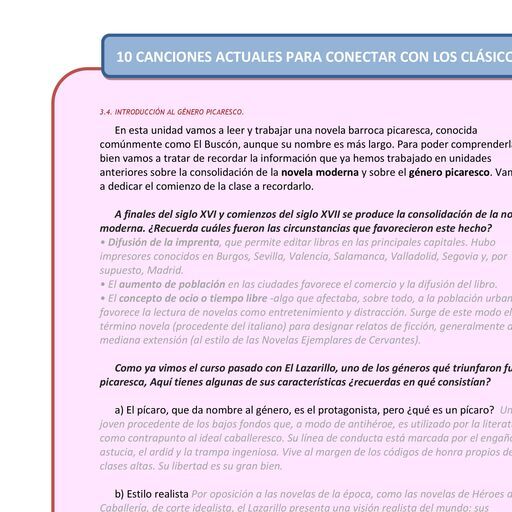 10 CANCIONES ACTUALES PARA CONECTAR CON LOS CLÁSICO
3.4. INTRODUCCIÓN AL GÉNERO PICARESCO.
En esta unidad vamos a leer y trabajar una novela barroca picaresca, conocida
comúnmente como El Buscón, aunque su nombre es más largo. Para poder comprenderl
bien vamos a tratar de recordar la información que ya hemos trabajado en unidades
anteriores sobre la consolidación de la novela moderna y sobre el género picaresco. Van
a dedicar el comienzo de la clase a recordarlo.
A finales del siglo XVI y comienzos del siglo XVII se produce la consolidación de la no
moderna. ¿Recuerda cuáles fueron las circunstancias que favorecieron este hecho?
• Difusión de la imprenta, que permite editar libros en las principales capitales. Hubo
impresores conocidos en Burgos, Sevilla, Valencia, Salamanca, Valladolid, Segovia y, por
supuesto, Madrid.
• El aumento de población en las ciudades favorece el comercio y la difusión del libro.
• El concepto de ocio o tiempo libre -algo que afectaba, sobre todo, a la población urban
favorece la lectura de novelas como entretenimiento y distracción. Surge de este modo el
término novela (procedente del italiano) para designar relatos de ficción, generalmente d
mediana extensión (al estilo de las Novelas Ejemplares de Cervantes).
Como ya vimos el curso pasado con El Lazarillo, uno de los géneros qué triunfaron fu
picaresca, Aquí tienes algunas de sus características ¿recuerdas en qué consistían?
a) El pícaro, que da nombre al género, es el protagonista, pero ¿qué es un pícaro? Un
joven procedente de los bajos fondos que, a modo de antihéroe, es utilizado por la literat
como contrapunto al ideal caballeresco. Su línea de conducta está marcada por el engaño
astucia, el ardid y la trampa ingeniosa. Vive al margen de los códigos de honra propios de
clases altas. Su libertad es su gran bien.
b) Estilo realista Por oposición a las novelas de la época, como las novelas de Héroes d
Caballería, de corte idealista, el Lazarillo presenta una visión realista del mundo: sus